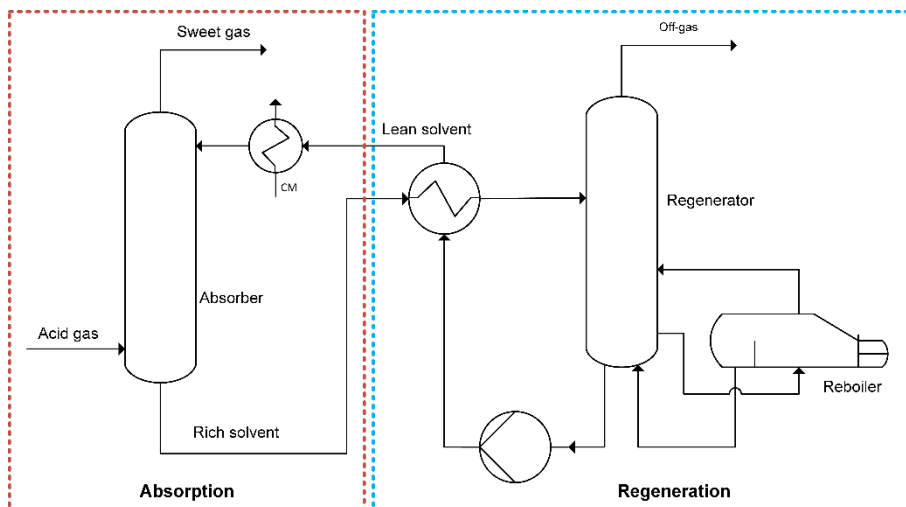 Sweet gas
Off-gas
Lean solvent
CM
Regenerator
Absorber
Acid gas
Reboiler
Rich solvent
Absorption
Regeneration